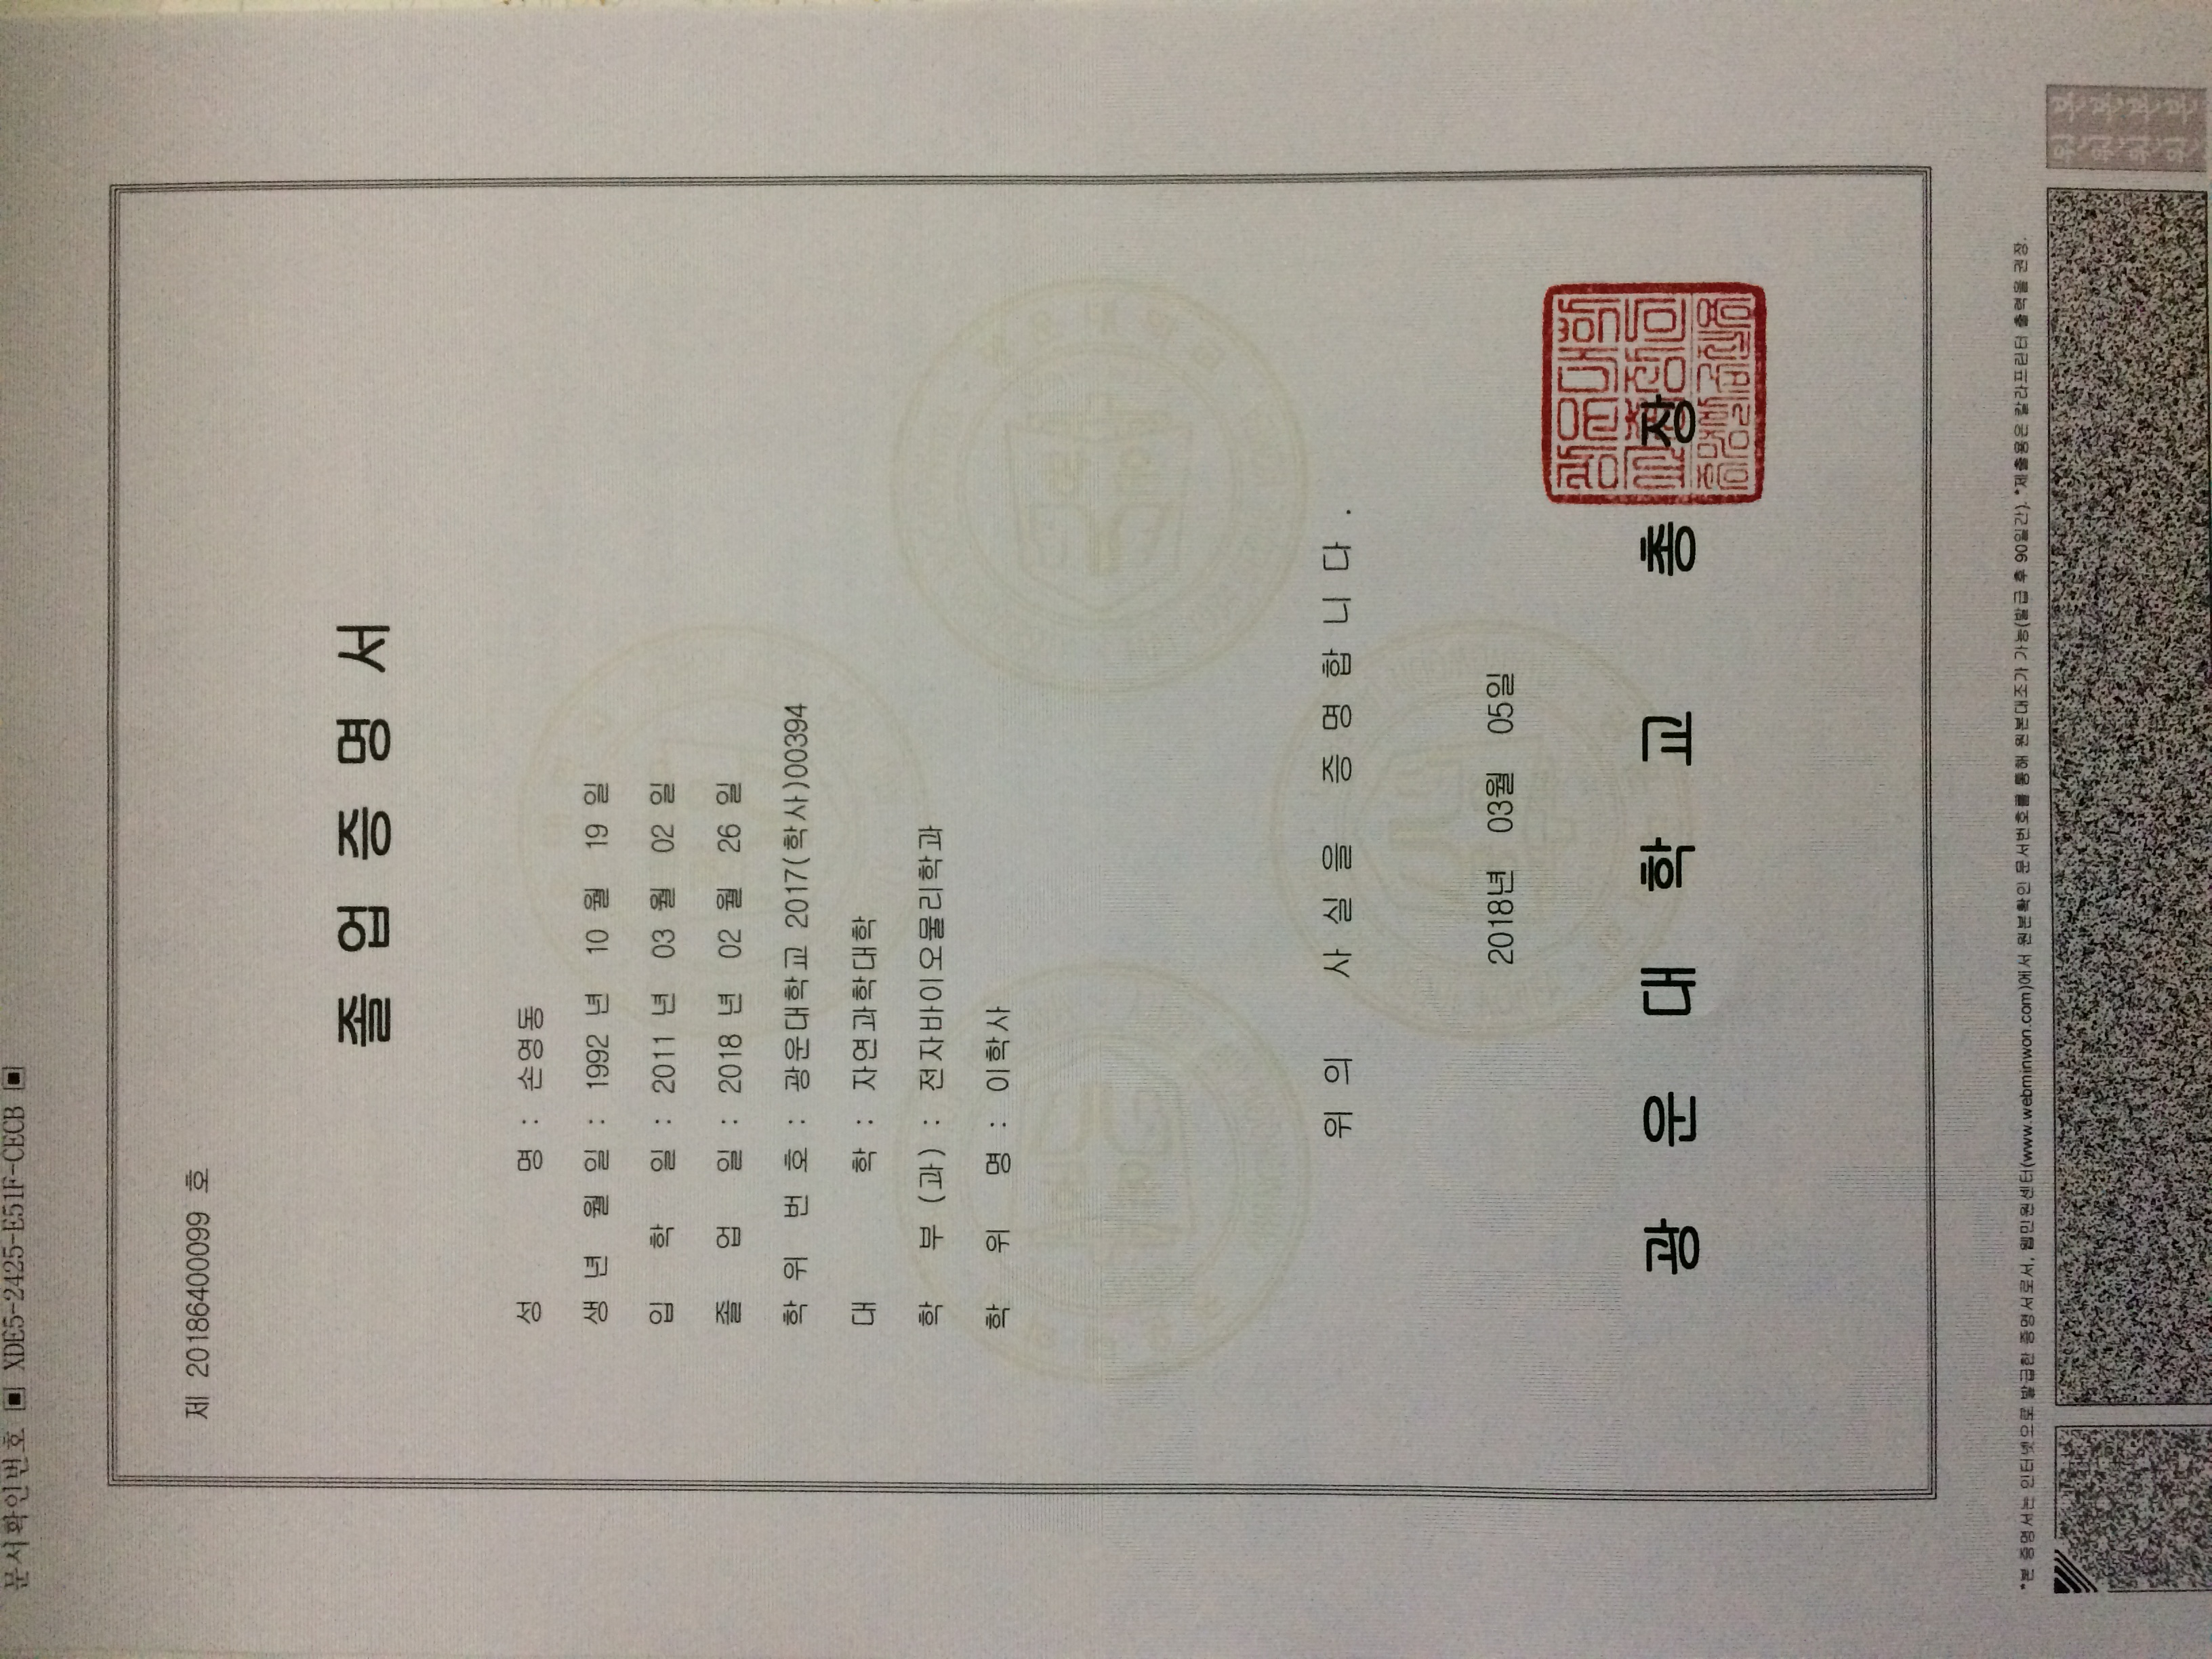 문서확인번호 ▣ XDE5-2425-E51F-CECB ▣
제 20186400099 호
졸 업 증 명 서
성 명 : 손영동
생 년 월 일 : 1992 년 10 월 19 일
입 학 일 : 2011 년 03 월 02 일
졸 업 일 : 2018 년 02 월 26 일
학 위 번 호 : 광운대학교 2017(학사)00394
대 학 : 자연과학대학
학 부 (과) : 전자바이오물리학과
학 위 명 : 이학사
위 의 사 실 을 증 명 합 니 다 .
2018년 03월 05일
광 운 대 학 교 총 장
광운대학
교총장의
증명발급전용
*본 증명서는 인터넷으로 발급한 증명서로서, 웹민원센터(www.webminwon.com)에서 원본확인 문서번호를 통해 원본대조가 가능(발급 후 90일간). *제출용은 칼라프린터 출력을 권장.